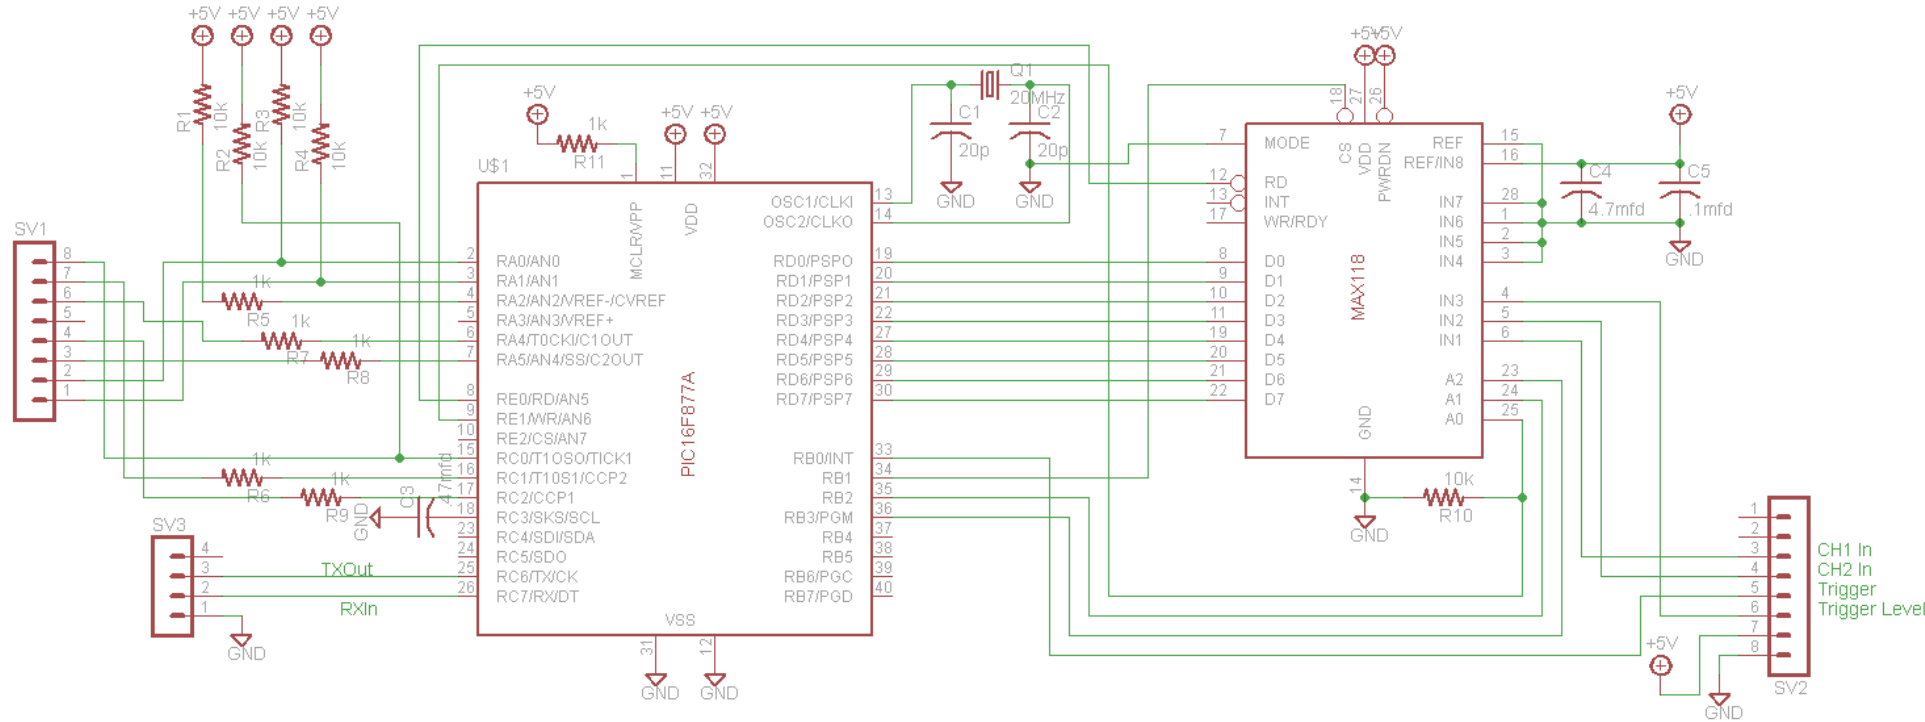 +5V +5V +5V +5V
R1 10k
R2 10k
R3 10k
R4 10k
+5V
1k
R11
+5V +5V
U$1
1 11 32
MCLR/VPP
VDD
PIC16F877A
2 RA0/AN0
3 RA1/AN1
4 RA2/AN2/VREF-/CVREF
5 RA3/AN3/VREF+
6 RA4/T0CKI/C1OUT
7 RA5/AN4/SS/C2OUT
8 RE0/RD/AN5
9 RE1/WR/AN6
10 RE2/CS/AN7
15 RC0/T1OSO/TICK1
16 RC1/T1OS1/CCP2
17 RC2/CCP1
18 RC3/SKS/SCL
23 RC4/SDI/SDA
24 RC5/SDO
25 RC6/TX/CK
26 RC7/RX/DT
OSC1/CLKI 13
OSC2/CLKO 14
RD0/PSPO 19
RD1/PSP1 20
RD2/PSP2 21
RD3/PSP3 22
RD4/PSP4 27
RD5/PSP5 28
RD6/PSP6 29
RD7/PSP7 30
RB0/INT 33
RB1 34
RB2 35
RB3/PGM 36
RB4 37
RB5 38
RB6/PGC 39
RB7/PGD 40
VSS
31 12
GND GND
SV1
8
7
6
5
4
3
2
1
1k
R5
1k
R7
1k
R8
1k
R6
1k
R9
GND
C3
.47mfd
SV3
4
3
2
1
TXOut
RXIn
GND
Q1
20MHz
C1
20p
C2
20p
GND GND
+5V +5V
18 27 26
CS
VDD
PWRDN
MAX118
7 MODE
12 RD
13 INT
17 WR/RDY
8 D0
9 D1
10 D2
11 D3
19 D4
20 D5
21 D6
22 D7
REF 15
REF/IN8 16
IN7 28
IN6 1
IN5 2
IN4 3
IN3 4
IN2 5
IN1 6
A2 23
A1 24
A0 25
GND
14
GND
10k
R10
+5V
C4
4.7mfd
C5
.1mfd
GND
1
2
3
4
5
6
7
8
CH1 In
CH2 In
Trigger
Trigger Level
SV2
+5V
GND